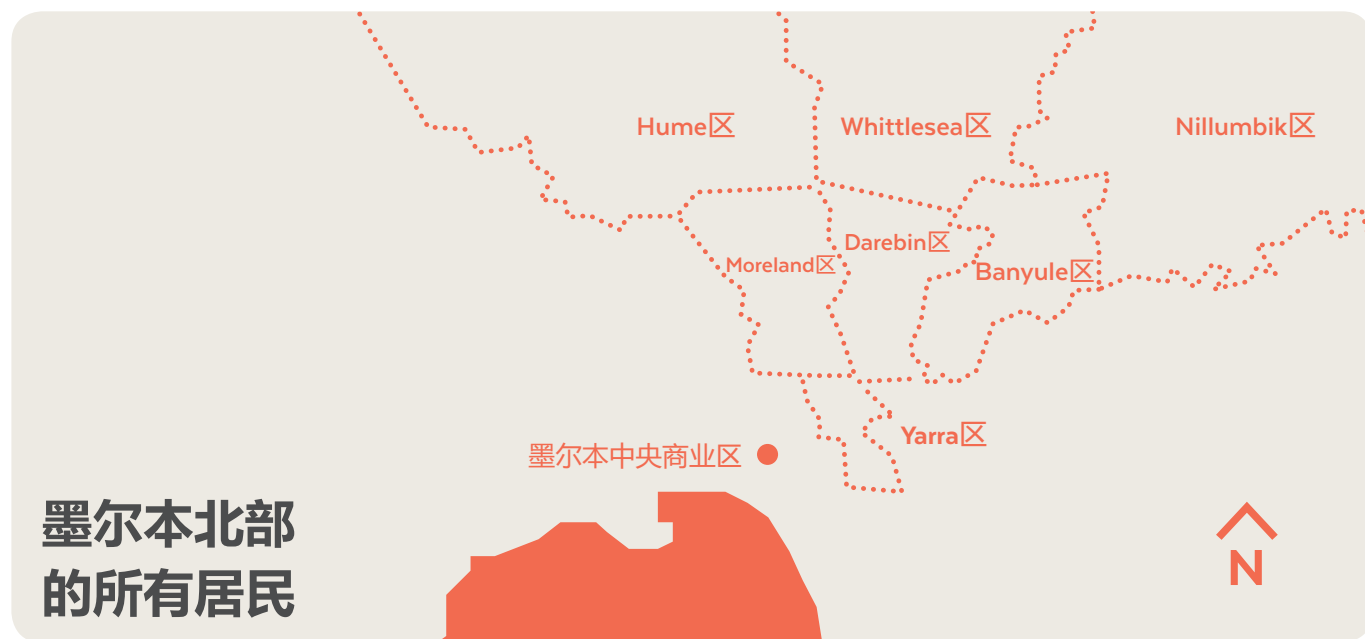 Hume区
Whittlesea区
Nillumbik区
Darebin区
Moreland区
Banyule区
Yarra区
墨尔本中央商业区
墨尔本北部
的所有居民
N